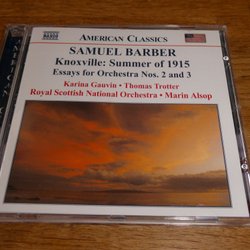 NAXOS
AMERICAN CLASSICS
SAMUEL BARBER
Knoxville: Summer of 1915
Essays for Orchestra Nos. 2 and 3
Karina Gauvin • Thomas Trotter
Royal Scottish National Orchestra • Marin Alsop